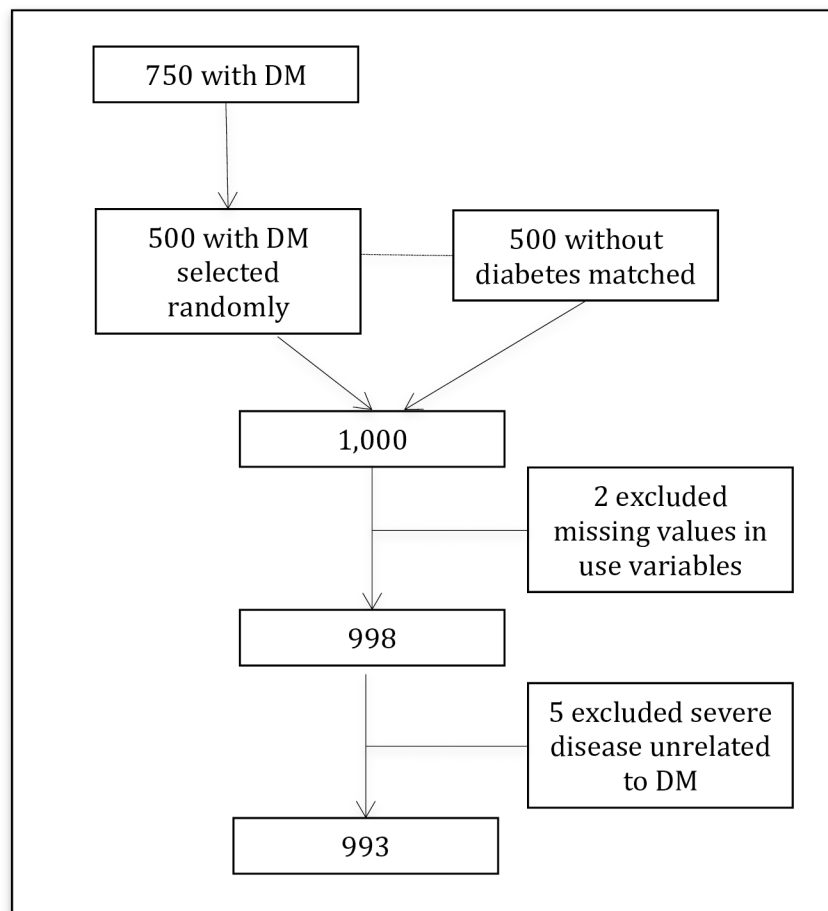 750 with DM
500 with DM
selected
randomly
500 without
diabetes matched
1,000
2 excluded
missing values in
use variables
998
5 excluded severe
disease unrelated
to DM
993